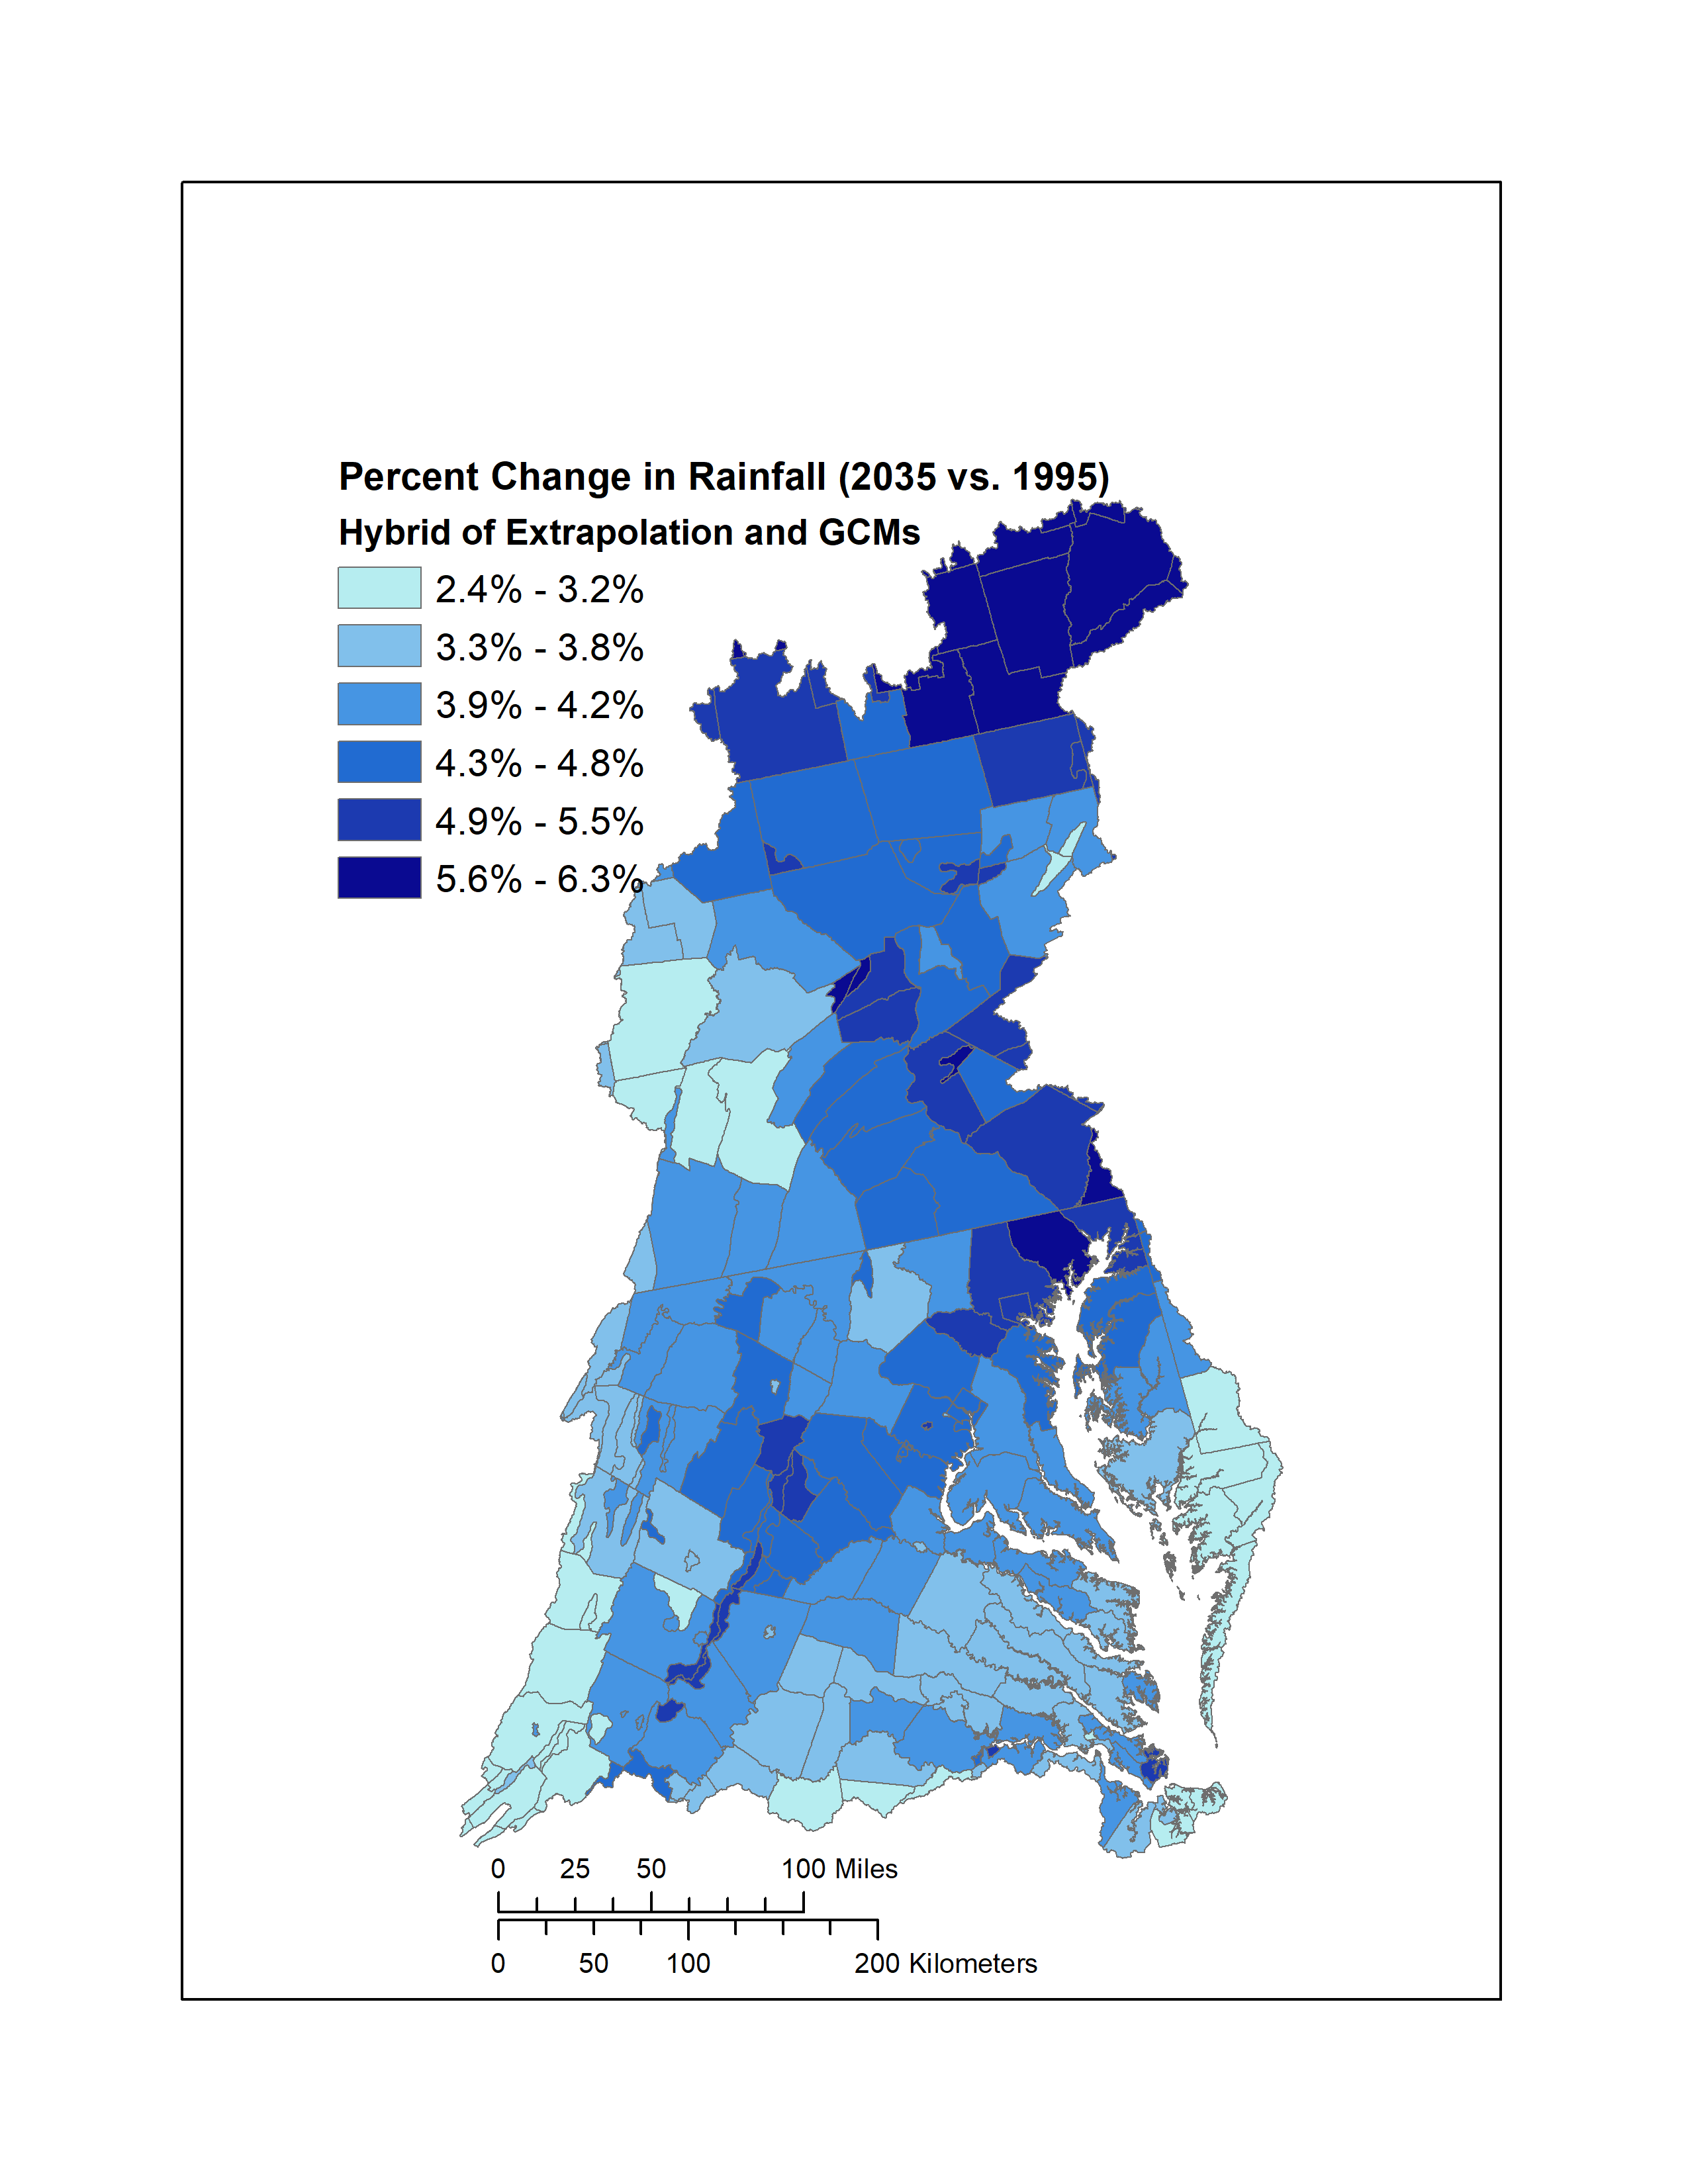 Percent Change in Rainfall (2035 vs. 1995)
Hybrid of Extrapolation and GCMs
2.4% - 3.2%
3.3% - 3.8%
3.9% - 4.2%
4.3% - 4.8%
4.9% - 5.5%
5.6% - 6.3%
0 25 50 100 Miles
0 50 100 200 Kilometers